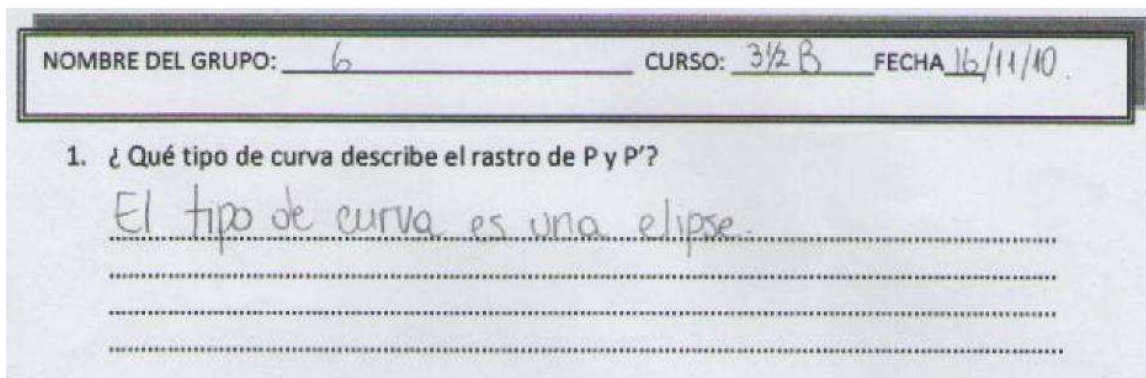 NOMBRE DEL GRUPO: 6 CURSO: 3½ B FECHA 16/11/10.
1. ¿ Qué tipo de curva describe el rastro de P y P'?
El tipo de curva es una elipse.